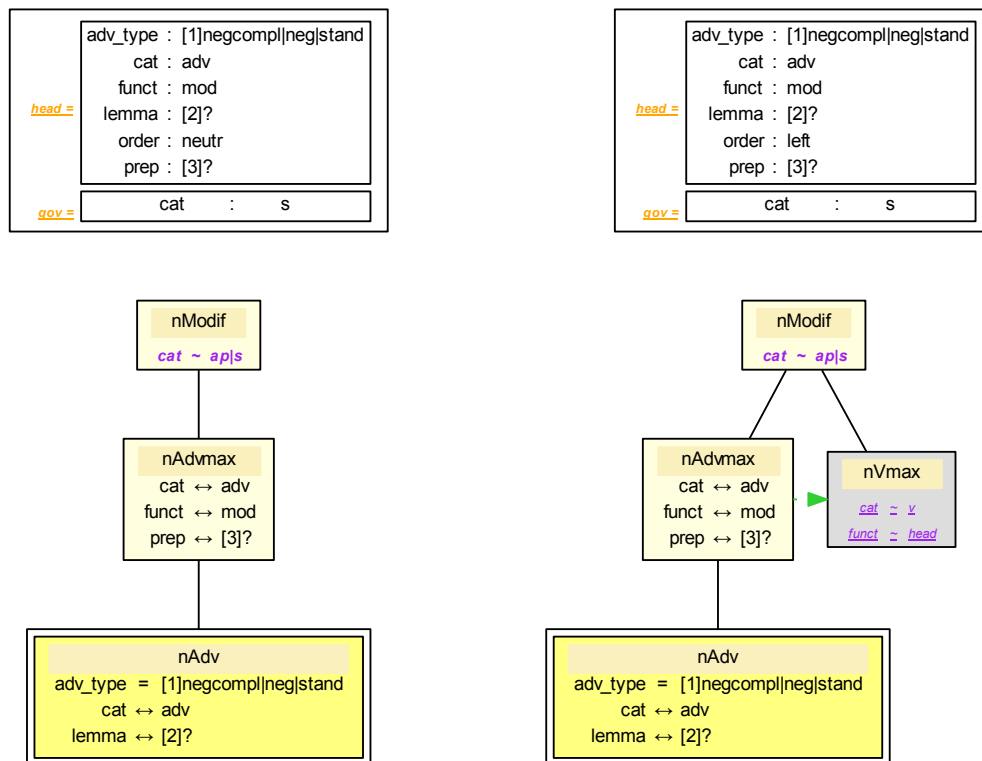 adv_type : [1]negcompl|neg|stand
cat : adv
funct : mod
head =
lemma : [2]?
order : neutr
prep : [3]?
gov =
cat : s
adv_type : [1]negcompl|neg|stand
cat : adv
funct : mod
head =
lemma : [2]?
order : left
prep : [3]?
gov =
cat : s
nModif
cat ~ ap|s
nAdvmax
cat ↔ adv
funct ↔ mod
prep ↔ [3]?
nAdv
adv_type = [1]negcompl|neg|stand
cat ↔ adv
lemma ↔ [2]?
nModif
cat ~ ap|s
nAdvmax
cat ↔ adv
funct ↔ mod
prep ↔ [3]?
nVmax
cat ~ v
funct ~ head
nAdv
adv_type = [1]negcompl|neg|stand
cat ↔ adv
lemma ↔ [2]?